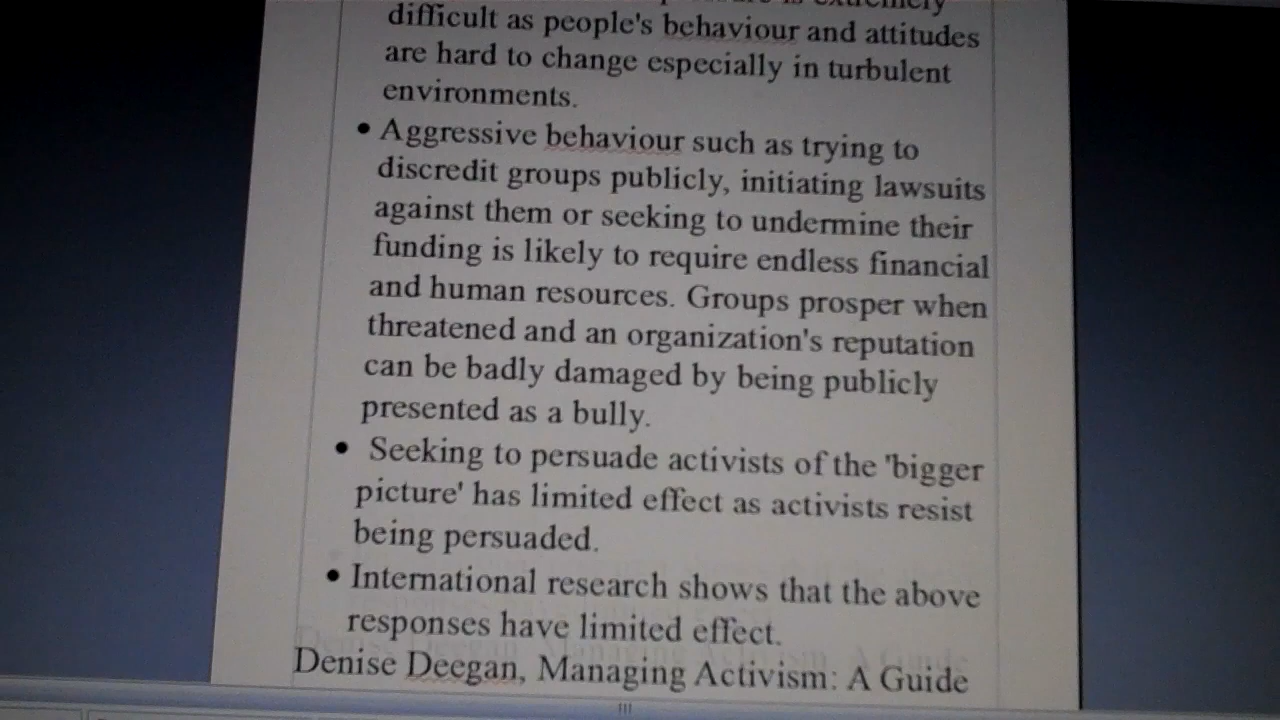 extremely
difficult as people's behaviour and attitudes
are hard to change especially in turbulent
environments.
• Aggressive behaviour such as trying to
discredit groups publicly, initiating lawsuits
against them or seeking to undermine their
funding is likely to require endless financial
and human resources. Groups prosper when
threatened and an organization's reputation
can be badly damaged by being publicly
presented as a bully.
• Seeking to persuade activists of the 'bigger
picture' has limited effect as activists resist
being persuaded.
• International research shows that the above
responses have limited effect.
Denise Deegan, Managing Activism: A Guide